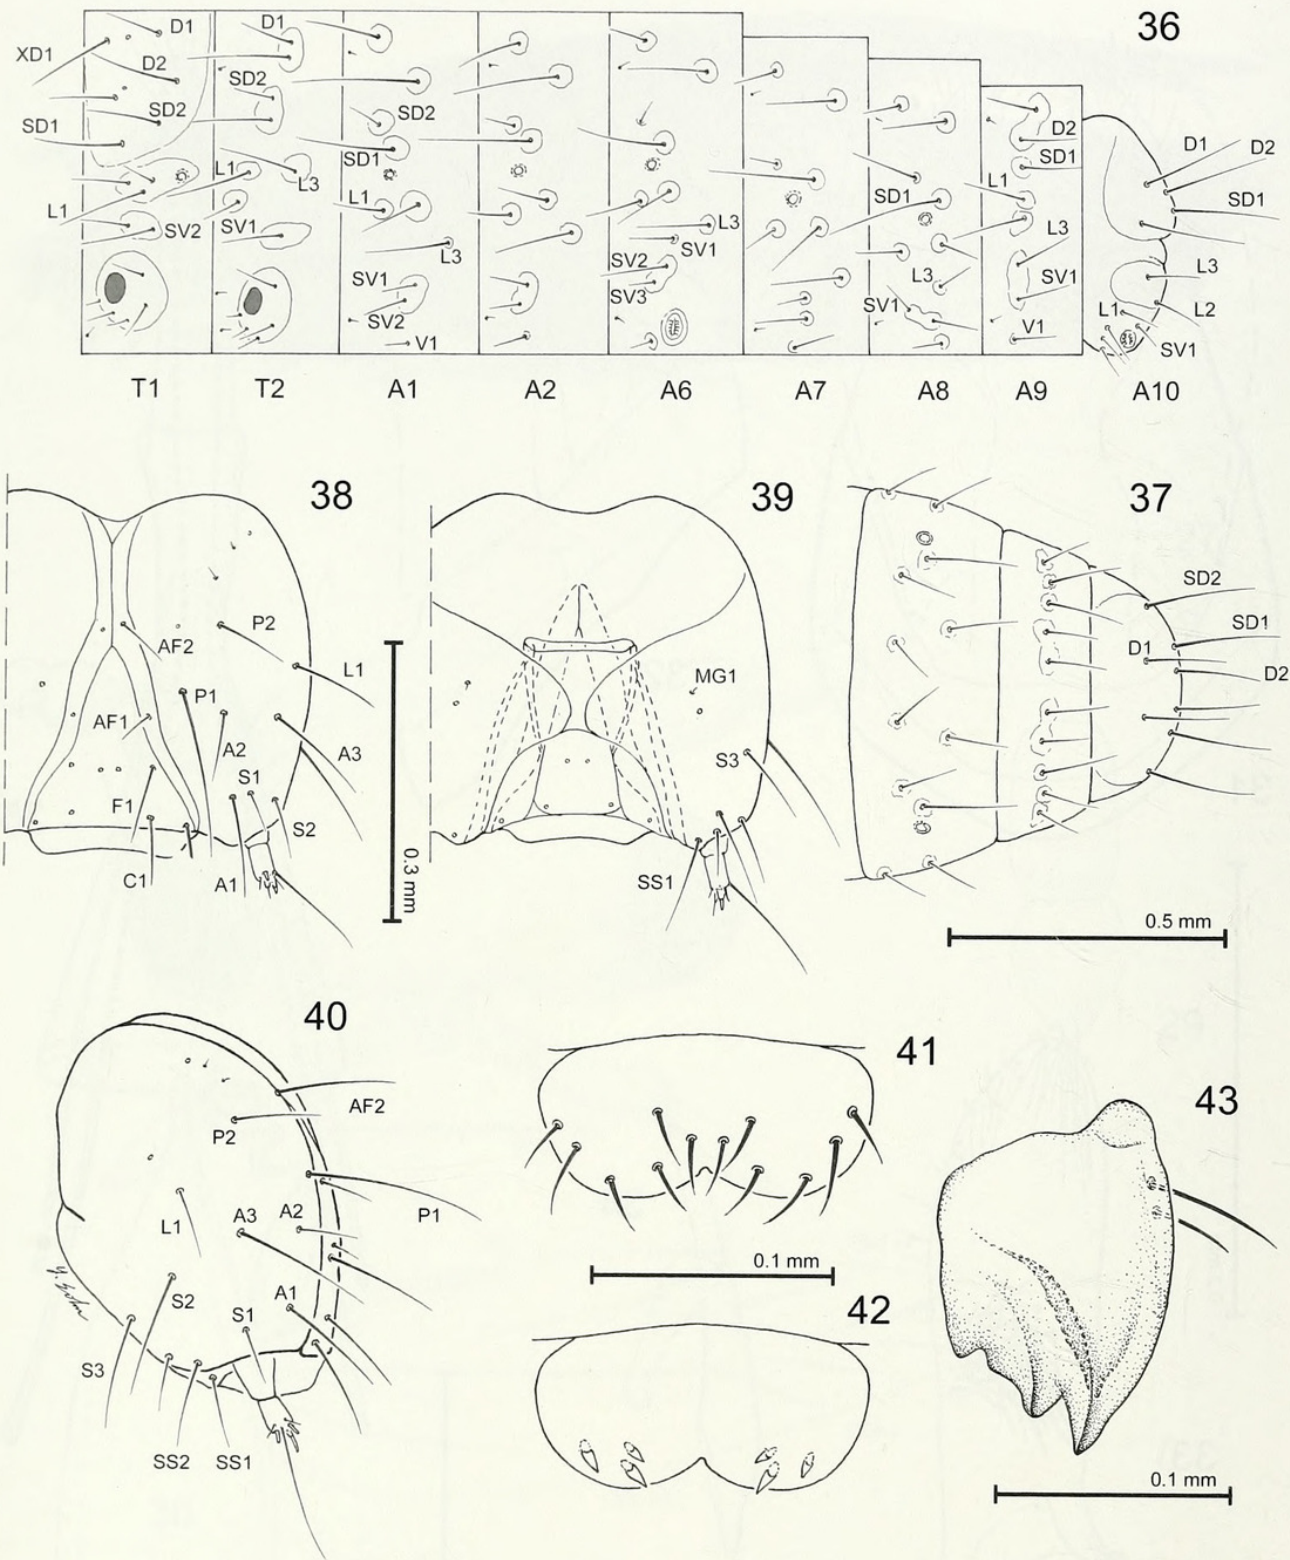 36
D1
D1
XD1
D2
SD2
SD2
SD2
SD1
SD1
D2
SD1
D1
D2
SD1
L1
L3
L1
SD1
L1
L1
SV2
SV1
L3
L3
SV1
L3
L3
SV1
SV2
SV3
L3
SV1
SV1
SV2
V1
SV1
V1
L1
L2
SV1
T1
T2
A1
A2
A6
A7
A8
A9
A10
38
39
37
AF2
P2
L1
P1
AF1
A2
A3
S1
F1
S2
C1
A1
0.3 mm
MG1
S3
SS1
SD2
SD1
D1
D2
0.5 mm
40
AF2
P2
P1
L1
A3
A2
S2
A1
S1
S3
SS2
SS1
41
0.1 mm
42
43
0.1 mm